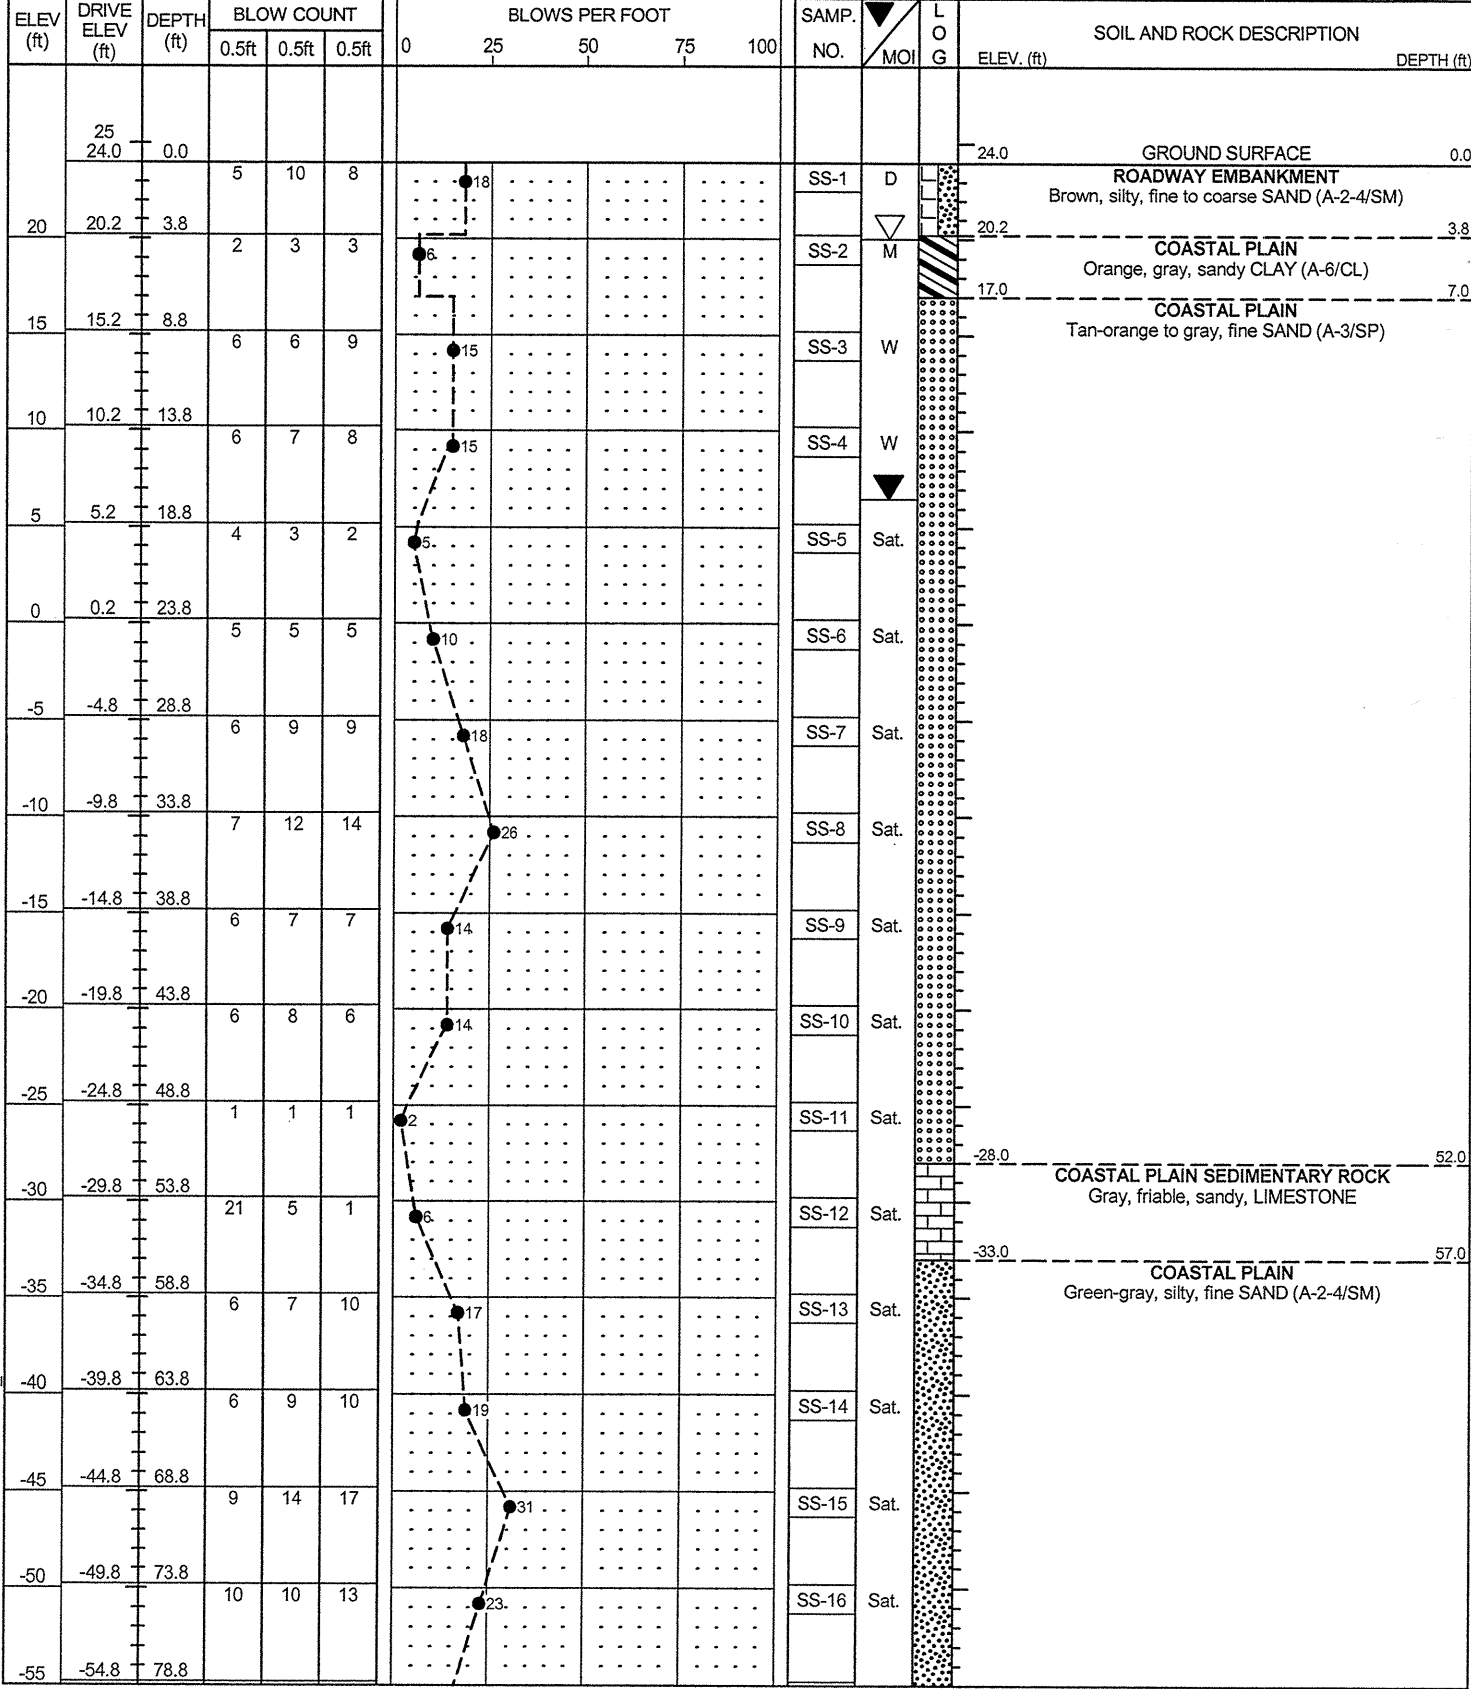 ELEV (ft) DRIVE ELEV (ft) DEPTH (ft) BLOW COUNT BLOWS PER FOOT SAMP. NO. MOI LOG SOIL AND ROCK DESCRIPTION
0.5ft 0.5ft 0.5ft 0 25 50 75 100 ELEV. (ft) DEPTH (ft)
25
24.0 0.0 24.0 GROUND SURFACE 0.0
5 10 8 18 SS-1 D ROADWAY EMBANKMENT
Brown, silty, fine to coarse SAND (A-2-4/SM)
20 20.2 3.8 20.2 3.8
2 3 3 6 SS-2 M COASTAL PLAIN
Orange, gray, sandy CLAY (A-6/CL)
17.0 7.0
COASTAL PLAIN
Tan-orange to gray, fine SAND (A-3/SP)
15 15.2 8.8
6 6 9 15 SS-3 W
10 10.2 13.8
6 7 8 15 SS-4 W
5 5.2 18.8
4 3 2 5 SS-5 Sat.
0 0.2 23.8
5 5 5 10 SS-6 Sat.
-5 -4.8 28.8
6 9 9 18 SS-7 Sat.
-10 -9.8 33.8
7 12 14 26 SS-8 Sat.
-15 -14.8 38.8
6 7 7 14 SS-9 Sat.
-20 -19.8 43.8
6 8 6 14 SS-10 Sat.
-25 -24.8 48.8
1 1 1 2 SS-11 Sat.
-28.0 52.0
COASTAL PLAIN SEDIMENTARY ROCK
Gray, friable, sandy, LIMESTONE
-30 -29.8 53.8
21 5 1 6 SS-12 Sat.
-33.0 57.0
COASTAL PLAIN
Green-gray, silty, fine SAND (A-2-4/SM)
-35 -34.8 58.8
6 7 10 17 SS-13 Sat.
-40 -39.8 63.8
6 9 10 19 SS-14 Sat.
-45 -44.8 68.8
9 14 17 31 SS-15 Sat.
-50 -49.8 73.8
10 10 13 23 SS-16 Sat.
-55 -54.8 78.8